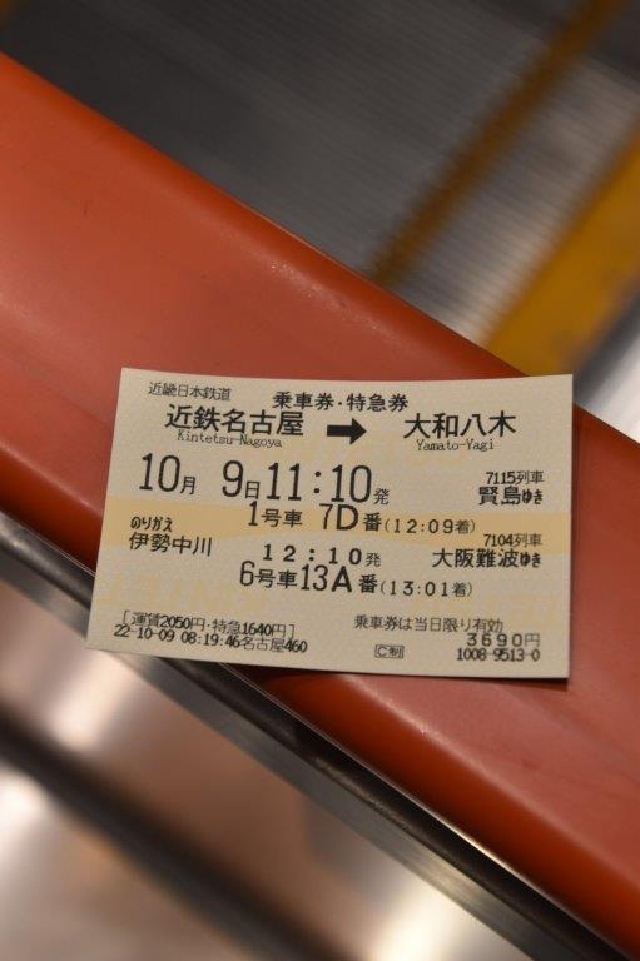 近畿日本鉄道
乗車券・特急券
近鉄名古屋 ➡ 大和八木
Kintetsu-Nagoya Yamato-Yagi
10月 9日 11:10発 7115列車 賢島ゆき
1号車 7D番(12:09着)
のりかえ 7104列車
伊勢中川 12:10発 大阪難波ゆき
6号車13A番(13:01着)
[運賃2050円・特急1640円] 乗車券は当日限り有効
22-10-09 08:19:46名古屋460 3690円
C制 1008-9513-0